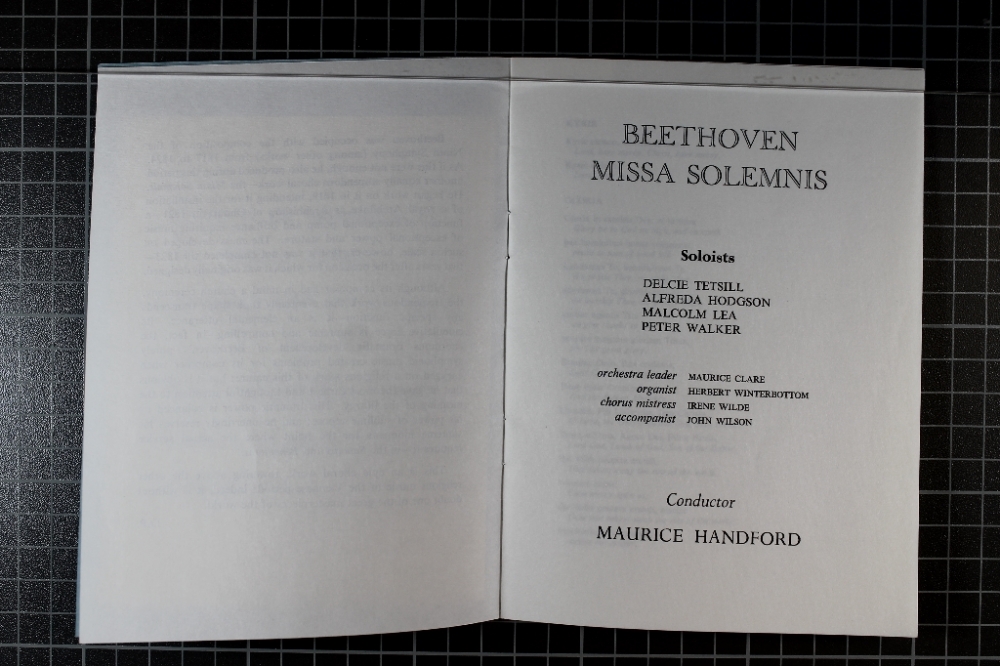 BEETHOVEN
MISSA SOLEMNIS
Soloists
DELCIE TETSILL
ALFREDA HODGSON
MALCOLM LEA
PETER WALKER
orchestra leader MAURICE CLARE
organist HERBERT WINTERBOTTOM
chorus mistress IRENE WILDE
accompanist JOHN WILSON
Conductor
MAURICE HANDFORD